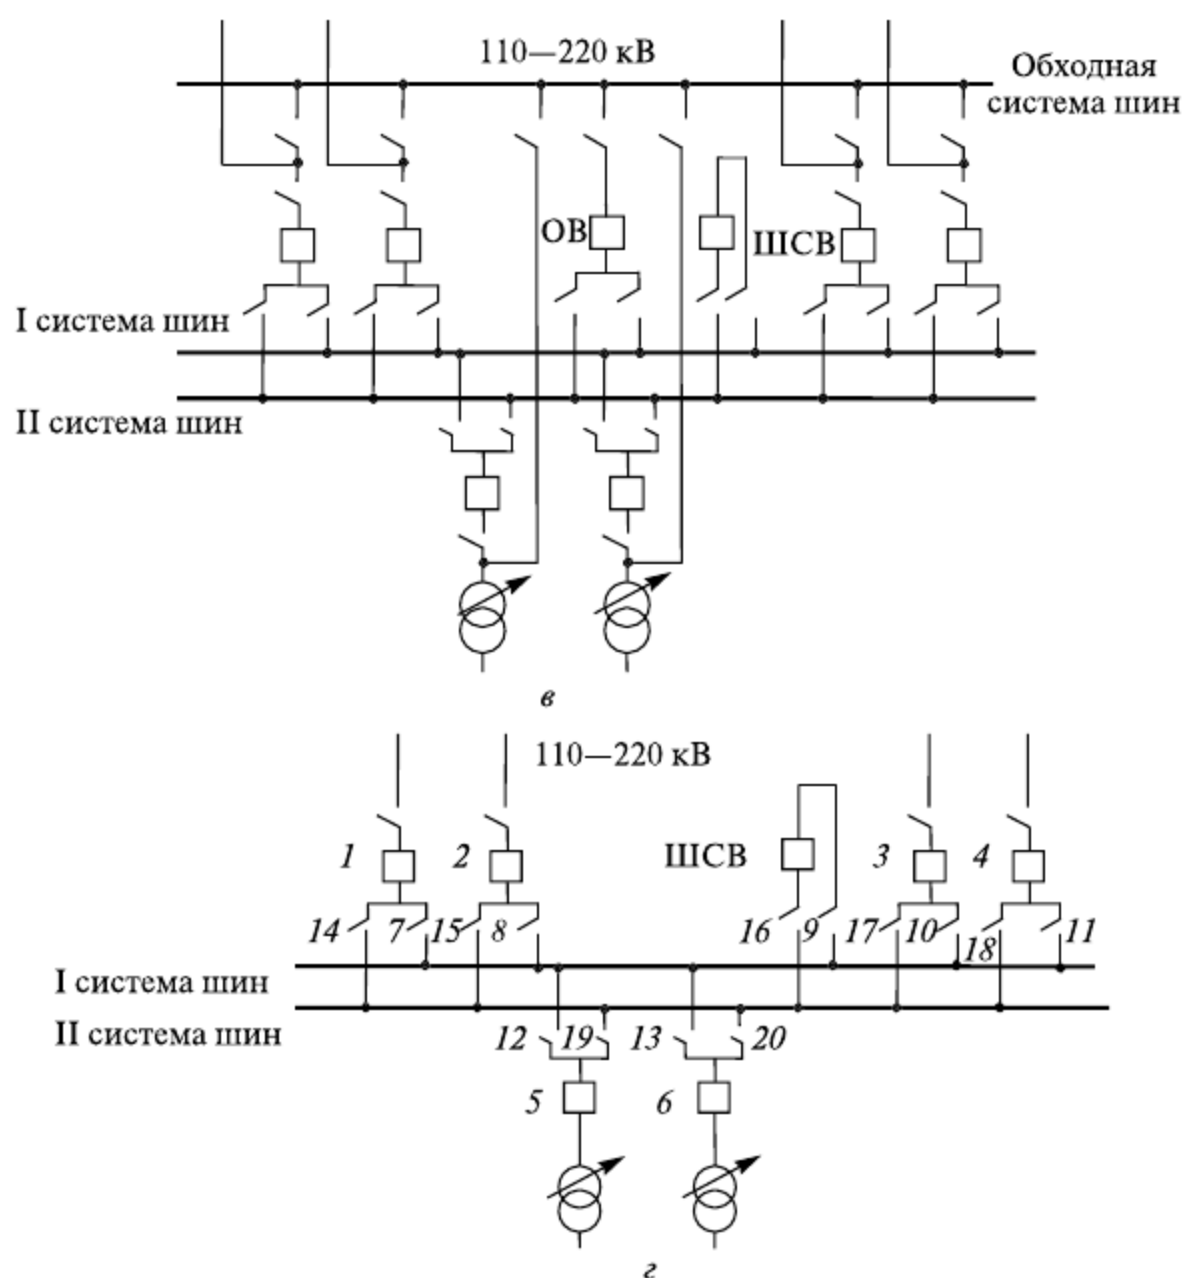 110—220 кВ
Обходная
система шин
ОВ
ШСВ
I система шин
II система шин
в
110—220 кВ
1
2
ШСВ
3
4
14
7
15
8
16
9
17
10
18
11
I система шин
II система шин
12
19
13
20
5
6
г